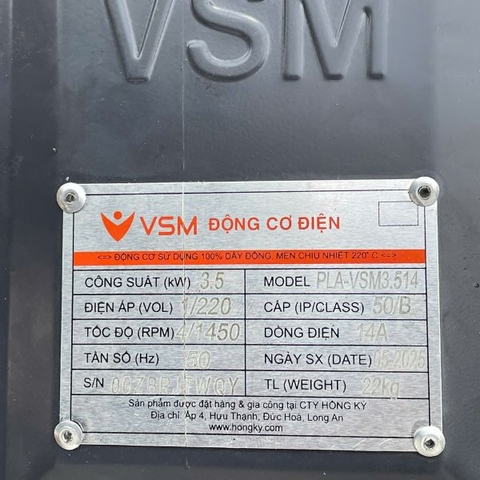 VSM
VSM ĐỘNG CƠ ĐIỆN
<=> ĐỘNG CƠ SỬ DỤNG 100% DÂY ĐỒNG, MEN CHỊU NHIỆT 220° C <=>
CÔNG SUẤT (kW) 3.5 MODEL PLA-VSM3.514
ĐIỆN ÁP (VOL) 1/220 CẤP (IP/CLASS) 50/B
TỐC ĐỘ (RPM) 4/1450 DÒNG ĐIỆN 14A
TẦN SỐ (Hz) 50 NGÀY SX (DATE) 05-2025
S/N TL (WEIGHT) 22kg
Sản phẩm được đặt hàng & gia công tại CTY HỒNG KÝ
Địa chỉ: Ấp 4, Hựu Thạnh, Đức Hoà, Long An
www.hongky.com